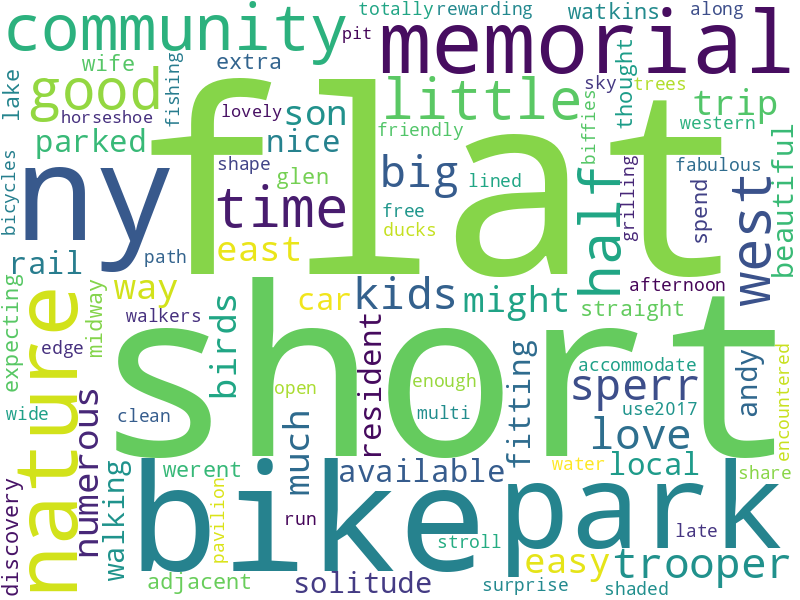 totally rewarding watkins along
community pit memorial
wife extra
good fishing
lake
horseshoe lovely son little sky trees trip
thought
biffies
parked nice friendly western
flat
ny shape big half fabulous
glen lined
bicycles time free spend beautiful
grilling
ducks west
east
rail path
way car kids might afternoon
expecting nature midway birds straight
walkers
edge resident
short
open enough fitting accommodate
sperr andy
wide clean multi use2017 encountered
numerous much love
werent available local share
discovery walking
bike park
pavilion water
run late
stroll easy trooper
adjacent solitude surprise shaded